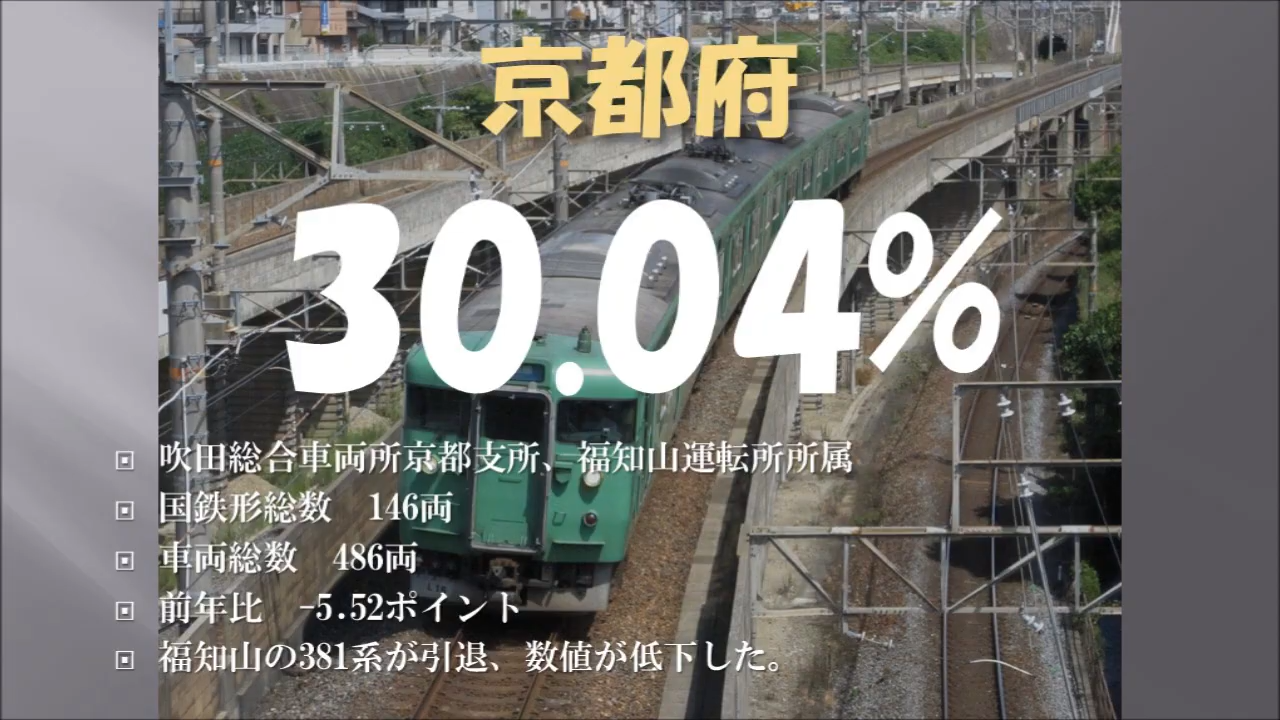 京都府
30.04%
吹田総合車両所京都支所、福知山運転所所属
国鉄形総数　146両
車両総数　486両
前年比　-5.52ポイント
福知山の381系が引退、数値が低下した。